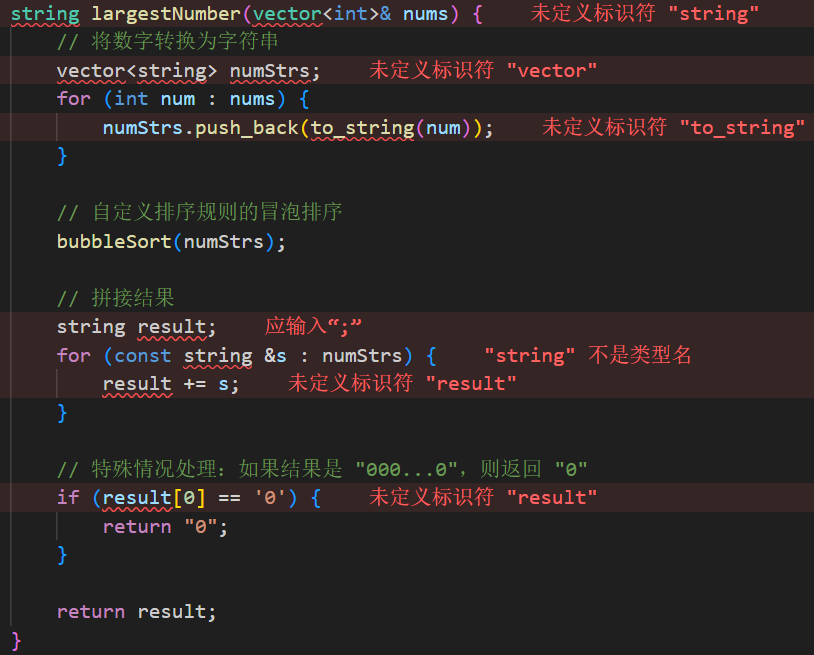 string largestNumber(vector<int>& nums) {    未定义标识符 "string"
    // 将数字转换为字符串
    vector<string> numStrs;    未定义标识符 "vector"
    for (int num : nums) {
        numStrs.push_back(to_string(num));    未定义标识符 "to_string"
    }
    // 自定义排序规则的冒泡排序
    bubbleSort(numStrs);
    // 拼接结果
    string result;    应输入“;”
    for (const string &s : numStrs) {    "string" 不是类型名
        result += s;    未定义标识符 "result"
    }
    // 特殊情况处理：如果结果是 "000...0"，则返回 "0"
    if (result[0] == '0') {    未定义标识符 "result"
        return "0";
    }
    return result;
}